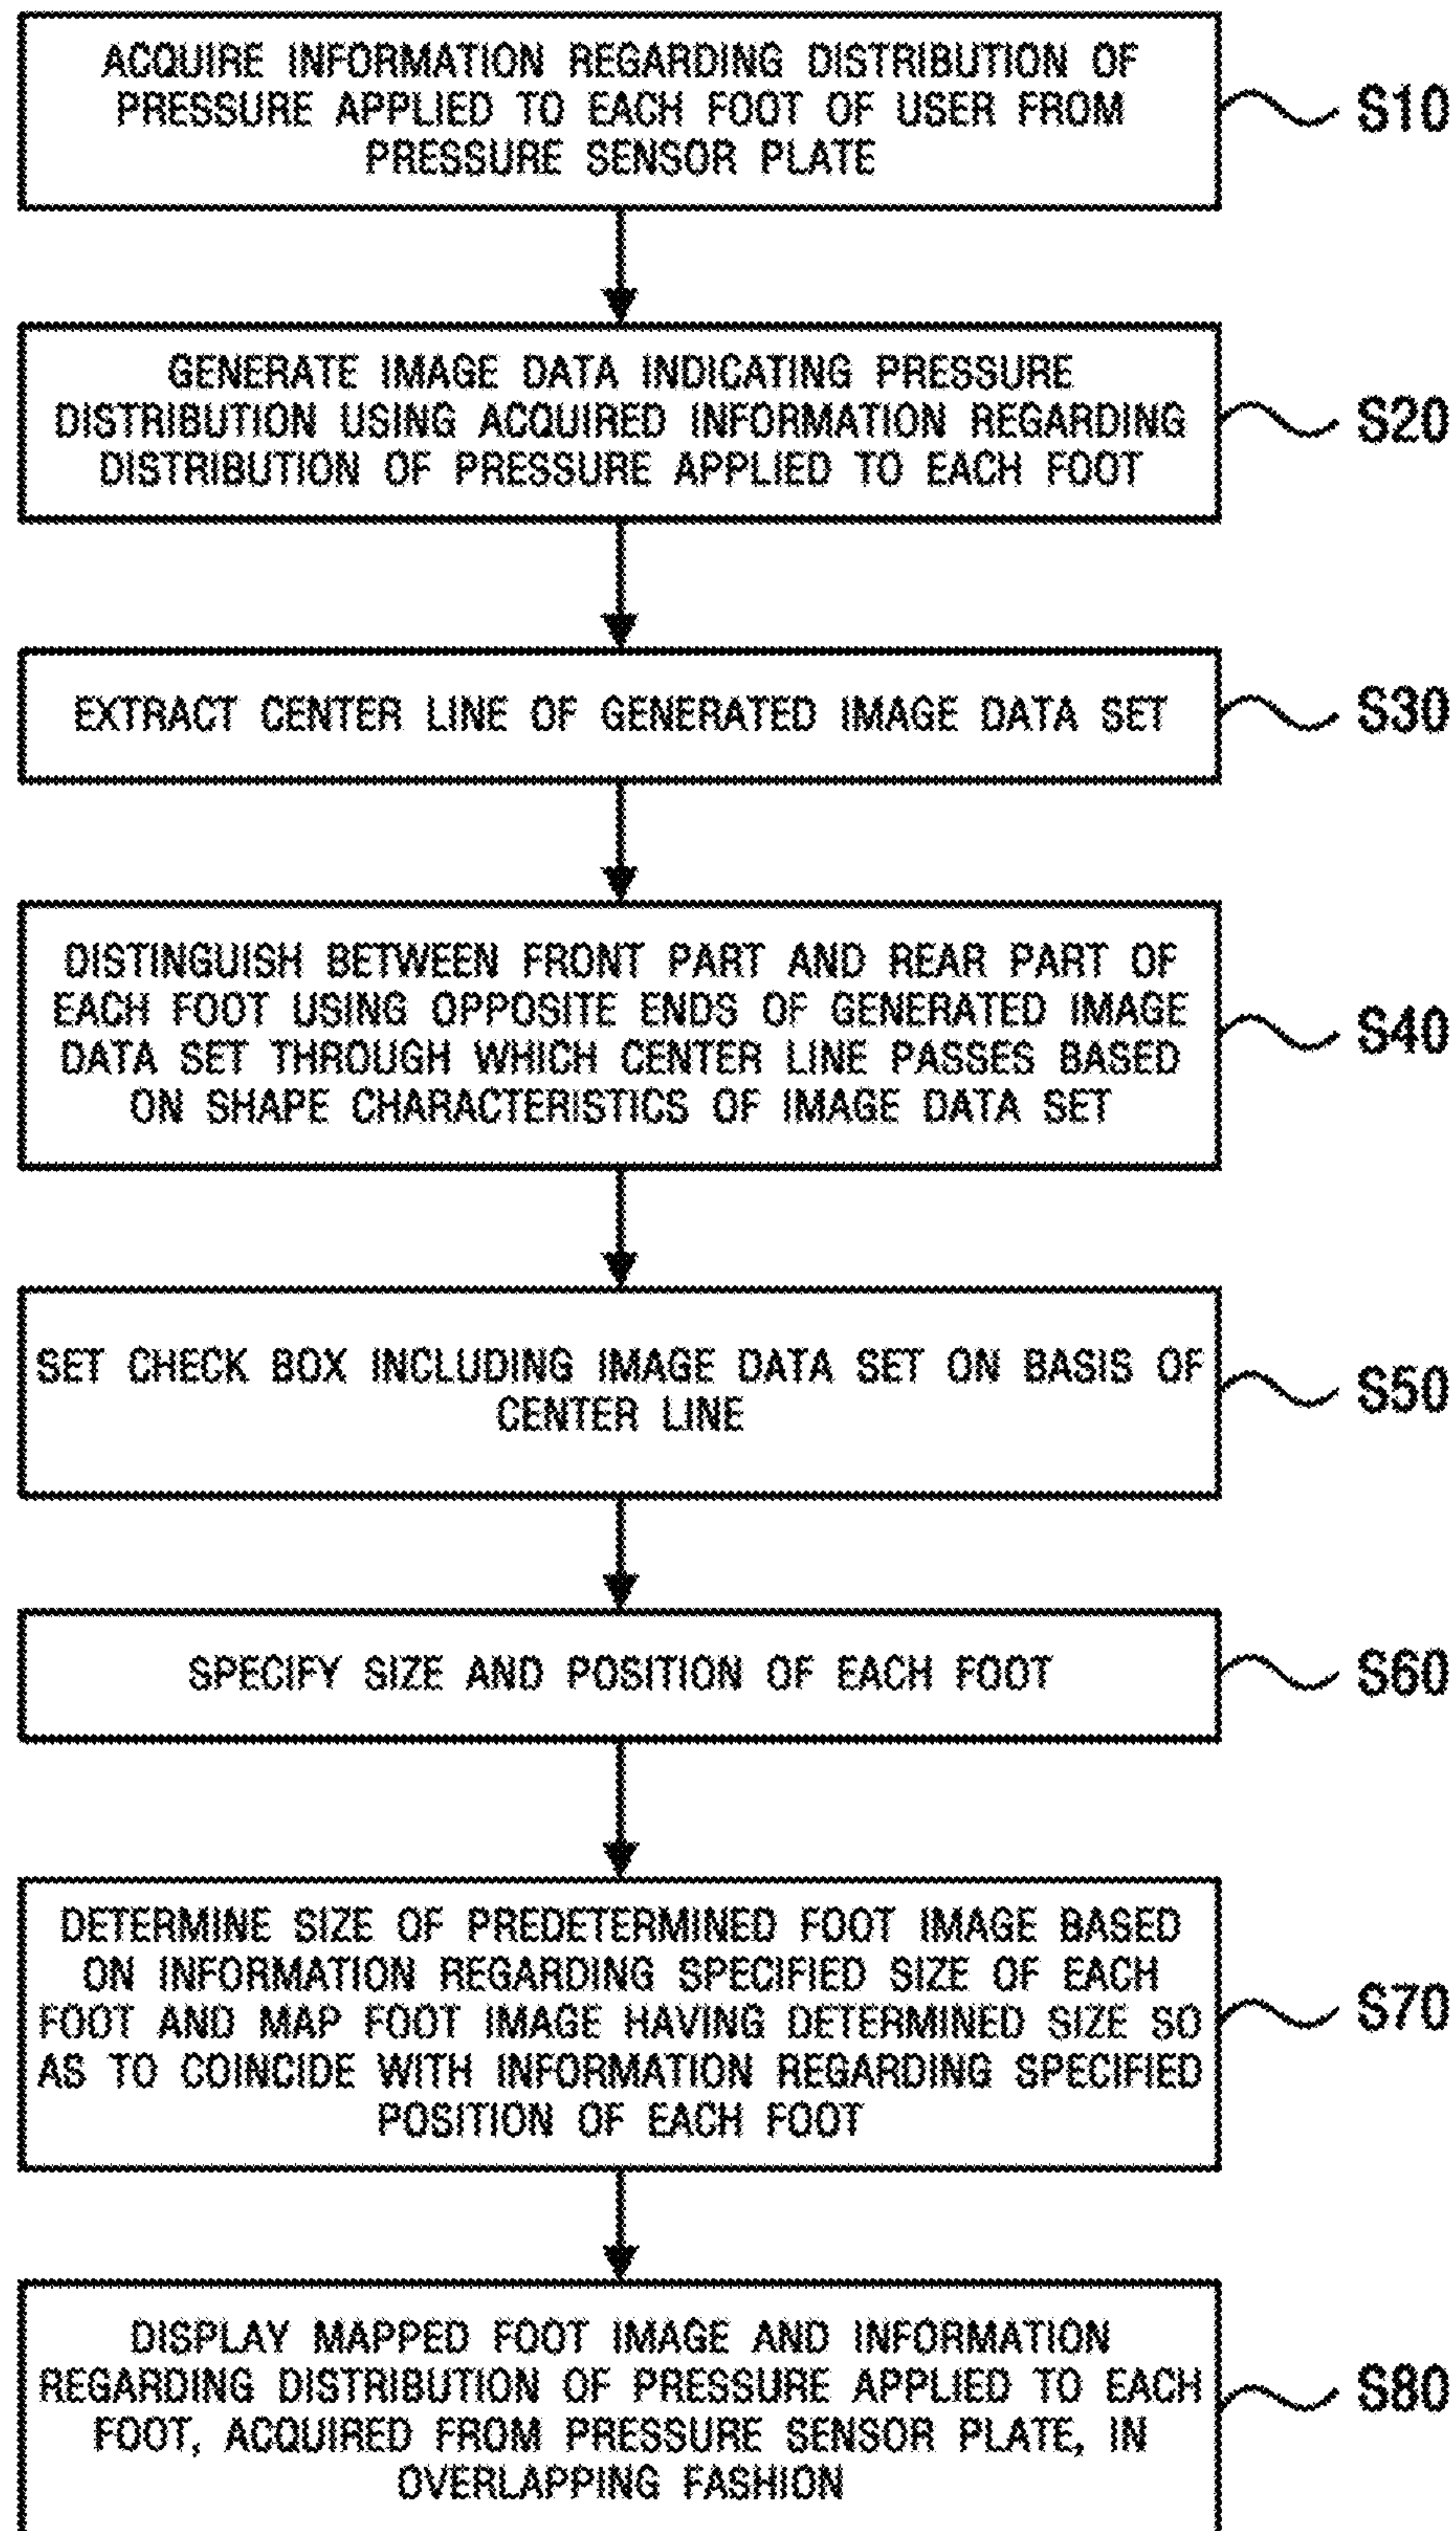 ACQUIRE INFORMATION REGARDING DISTRIBUTION OF
PRESSURE APPLIED TO EACH FOOT OF USER FROM
PRESSURE SENSOR PLATE
S10
GENERATE IMAGE DATA INDICATING PRESSURE
DISTRIBUTION USING ACQUIRED INFORMATION REGARDING
DISTRIBUTION OF PRESSURE APPLIED TO EACH FOOT
S20
EXTRACT CENTER LINE OF GENERATED IMAGE DATA SET
S30
DISTINGUISH BETWEEN FRONT PART AND REAR PART OF
EACH FOOT USING OPPOSITE ENDS OF GENERATED IMAGE
DATA SET THROUGH WHICH CENTER LINE PASSES BASED
ON SHAPE CHARACTERISTICS OF IMAGE DATA SET
S40
SET CHECK BOX INCLUDING IMAGE DATA SET ON BASIS OF
CENTER LINE
S50
SPECIFY SIZE AND POSITION OF EACH FOOT
S60
DETERMINE SIZE OF PREDETERMINED FOOT IMAGE BASED
ON INFORMATION REGARDING SPECIFIED SIZE OF EACH
FOOT AND MAP FOOT IMAGE HAVING DETERMINED SIZE SO
AS TO COINCIDE WITH INFORMATION REGARDING SPECIFIED
POSITION OF EACH FOOT
S70
DISPLAY MAPPED FOOT IMAGE AND INFORMATION
REGARDING DISTRIBUTION OF PRESSURE APPLIED TO EACH
FOOT, ACQUIRED FROM PRESSURE SENSOR PLATE, IN
OVERLAPPING FASHION
S80